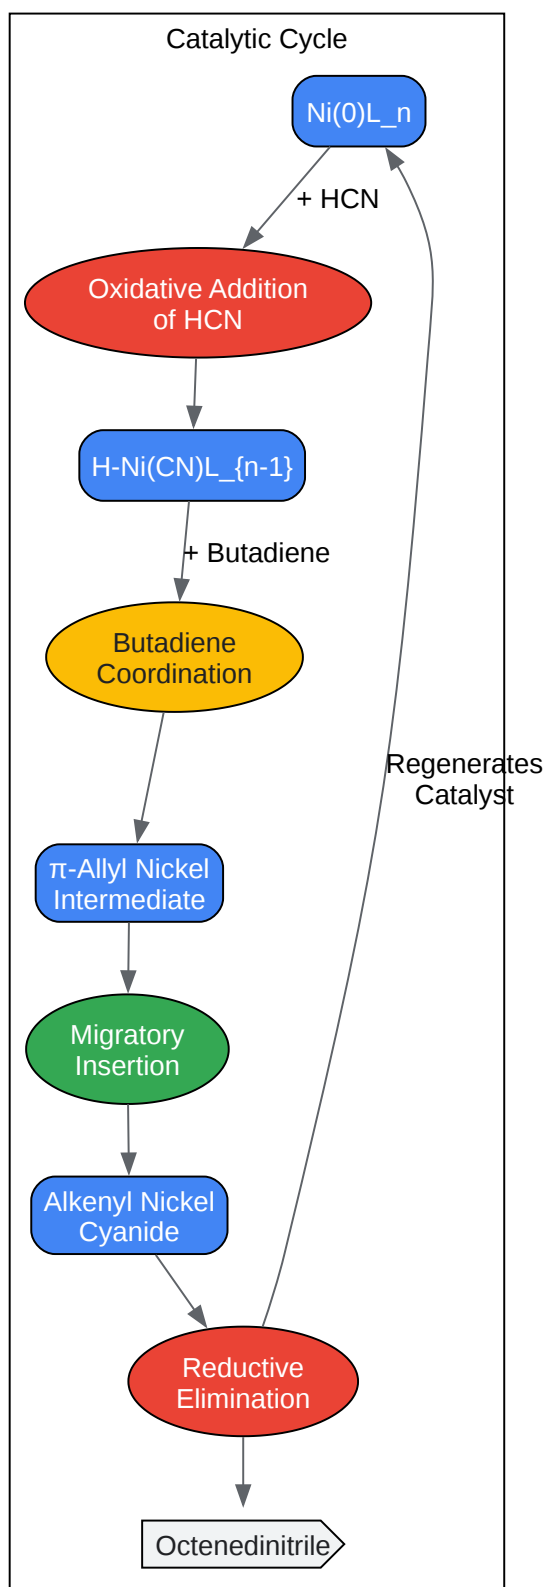 Catalytic Cycle
Ni(0)L_n
+ HCN
Oxidative Addition
of HCN
H-Ni(CN)L_{n-1}
+ Butadiene
Butadiene
Coordination
Regenerates
Catalyst
π-Allyl Nickel
Intermediate
Migratory
Insertion
Alkenyl Nickel
Cyanide
Reductive
Elimination
Octenedinitrile